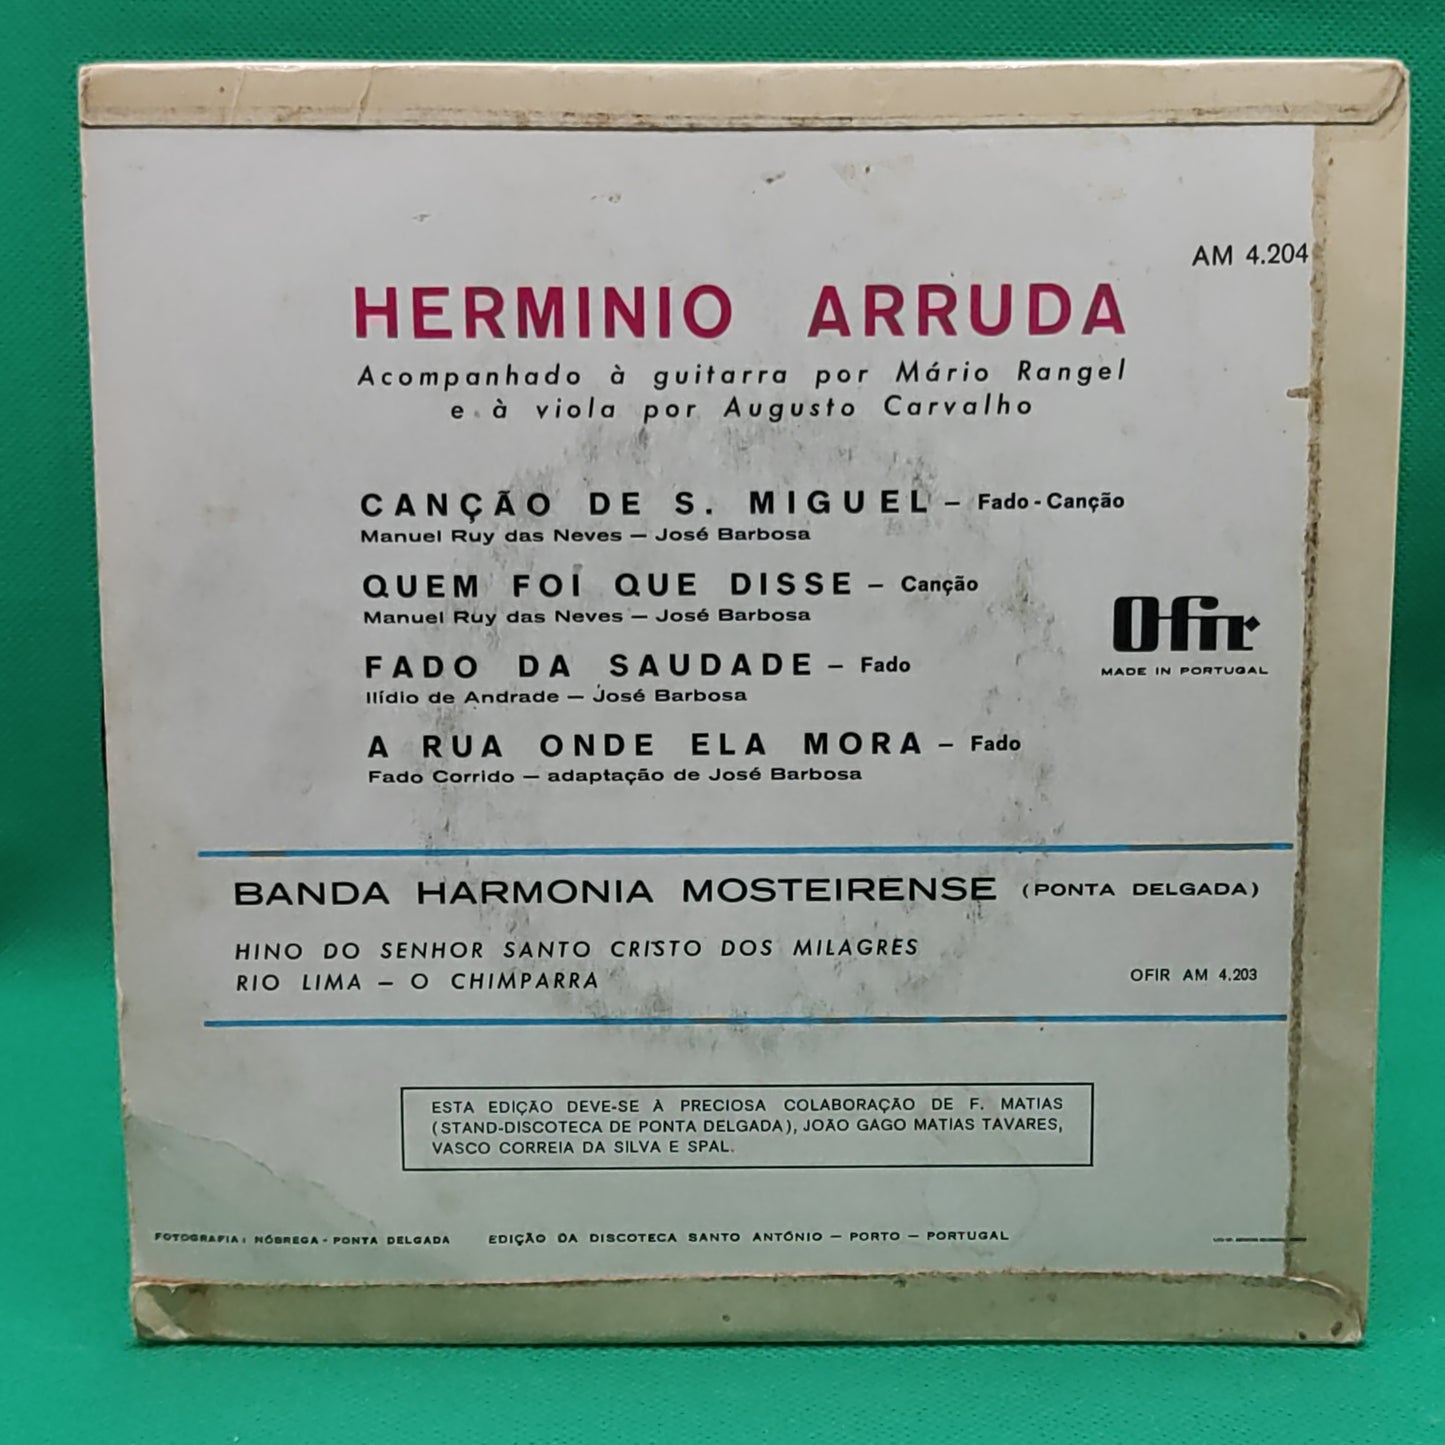 AM 4.204
HERMINIO ARRUDA
Acompanhado à guitarra por Mário Rangel
e à viola por Augusto Carvalho
CANÇÃO DE S. MIGUEL – Fado-Canção
Manuel Ruy das Neves — José Barbosa
QUEM FOI QUE DISSE – Canção
Manuel Ruy das Neves — José Barbosa
FADO DA SAUDADE – Fado
Ilídio de Andrade — José Barbosa
A RUA ONDE ELA MORA – Fado
Fado Corrido — adaptação de José Barbosa
Ofir
MADE IN PORTUGAL
BANDA HARMONIA MOSTEIRENSE (PONTA DELGADA)
HINO DO SENHOR SANTO CRISTO DOS MILAGRES
RIO LIMA – O CHIMPARRA
OFIR AM 4.203
ESTA EDIÇÃO DEVE-SE À PRECIOSA COLABORAÇÃO DE F. MATIAS
(STAND-DISCOTECA DE PONTA DELGADA), JOÃO GAGO MATIAS TAVARES,
VASCO CORREIA DA SILVA E SPAL.
FOTOGRAFIA: NÓBREGA - PONTA DELGADA
EDIÇÃO DA DISCOTECA SANTO ANTÓNIO — PORTO — PORTUGAL